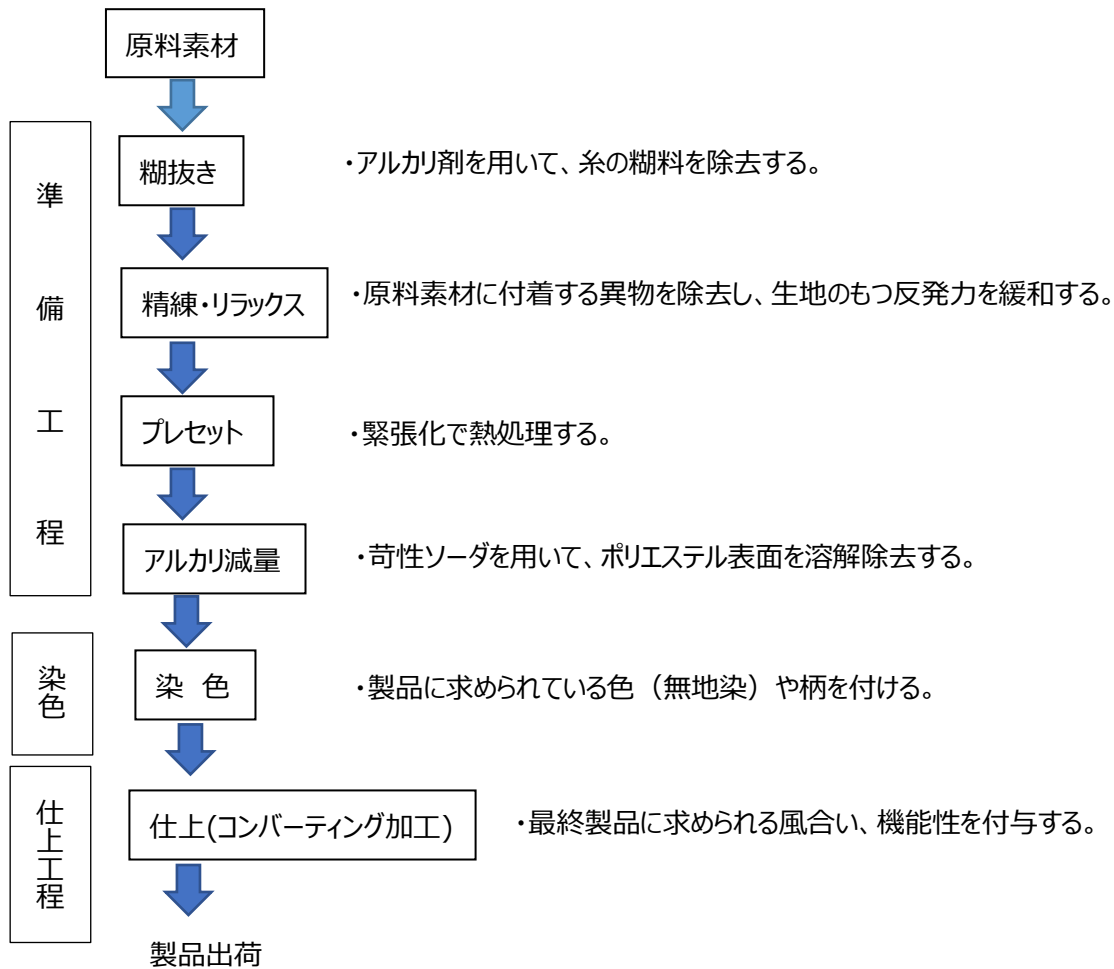 原料素材
準備工程
糊抜き
・アルカリ剤を用いて、糸の糊料を除去する。
精練・リラックス
・原料素材に付着する異物を除去し、生地のもつ反発力を緩和する。
プレセット
・緊張化で熱処理する。
アルカリ減量
・苛性ソーダを用いて、ポリエステル表面を溶解除去する。
染色
染 色
・製品に求められている色（無地染）や柄を付ける。
仕上工程
仕上(コンバーティング加工)
・最終製品に求められる風合い、機能性を付与する。
製品出荷